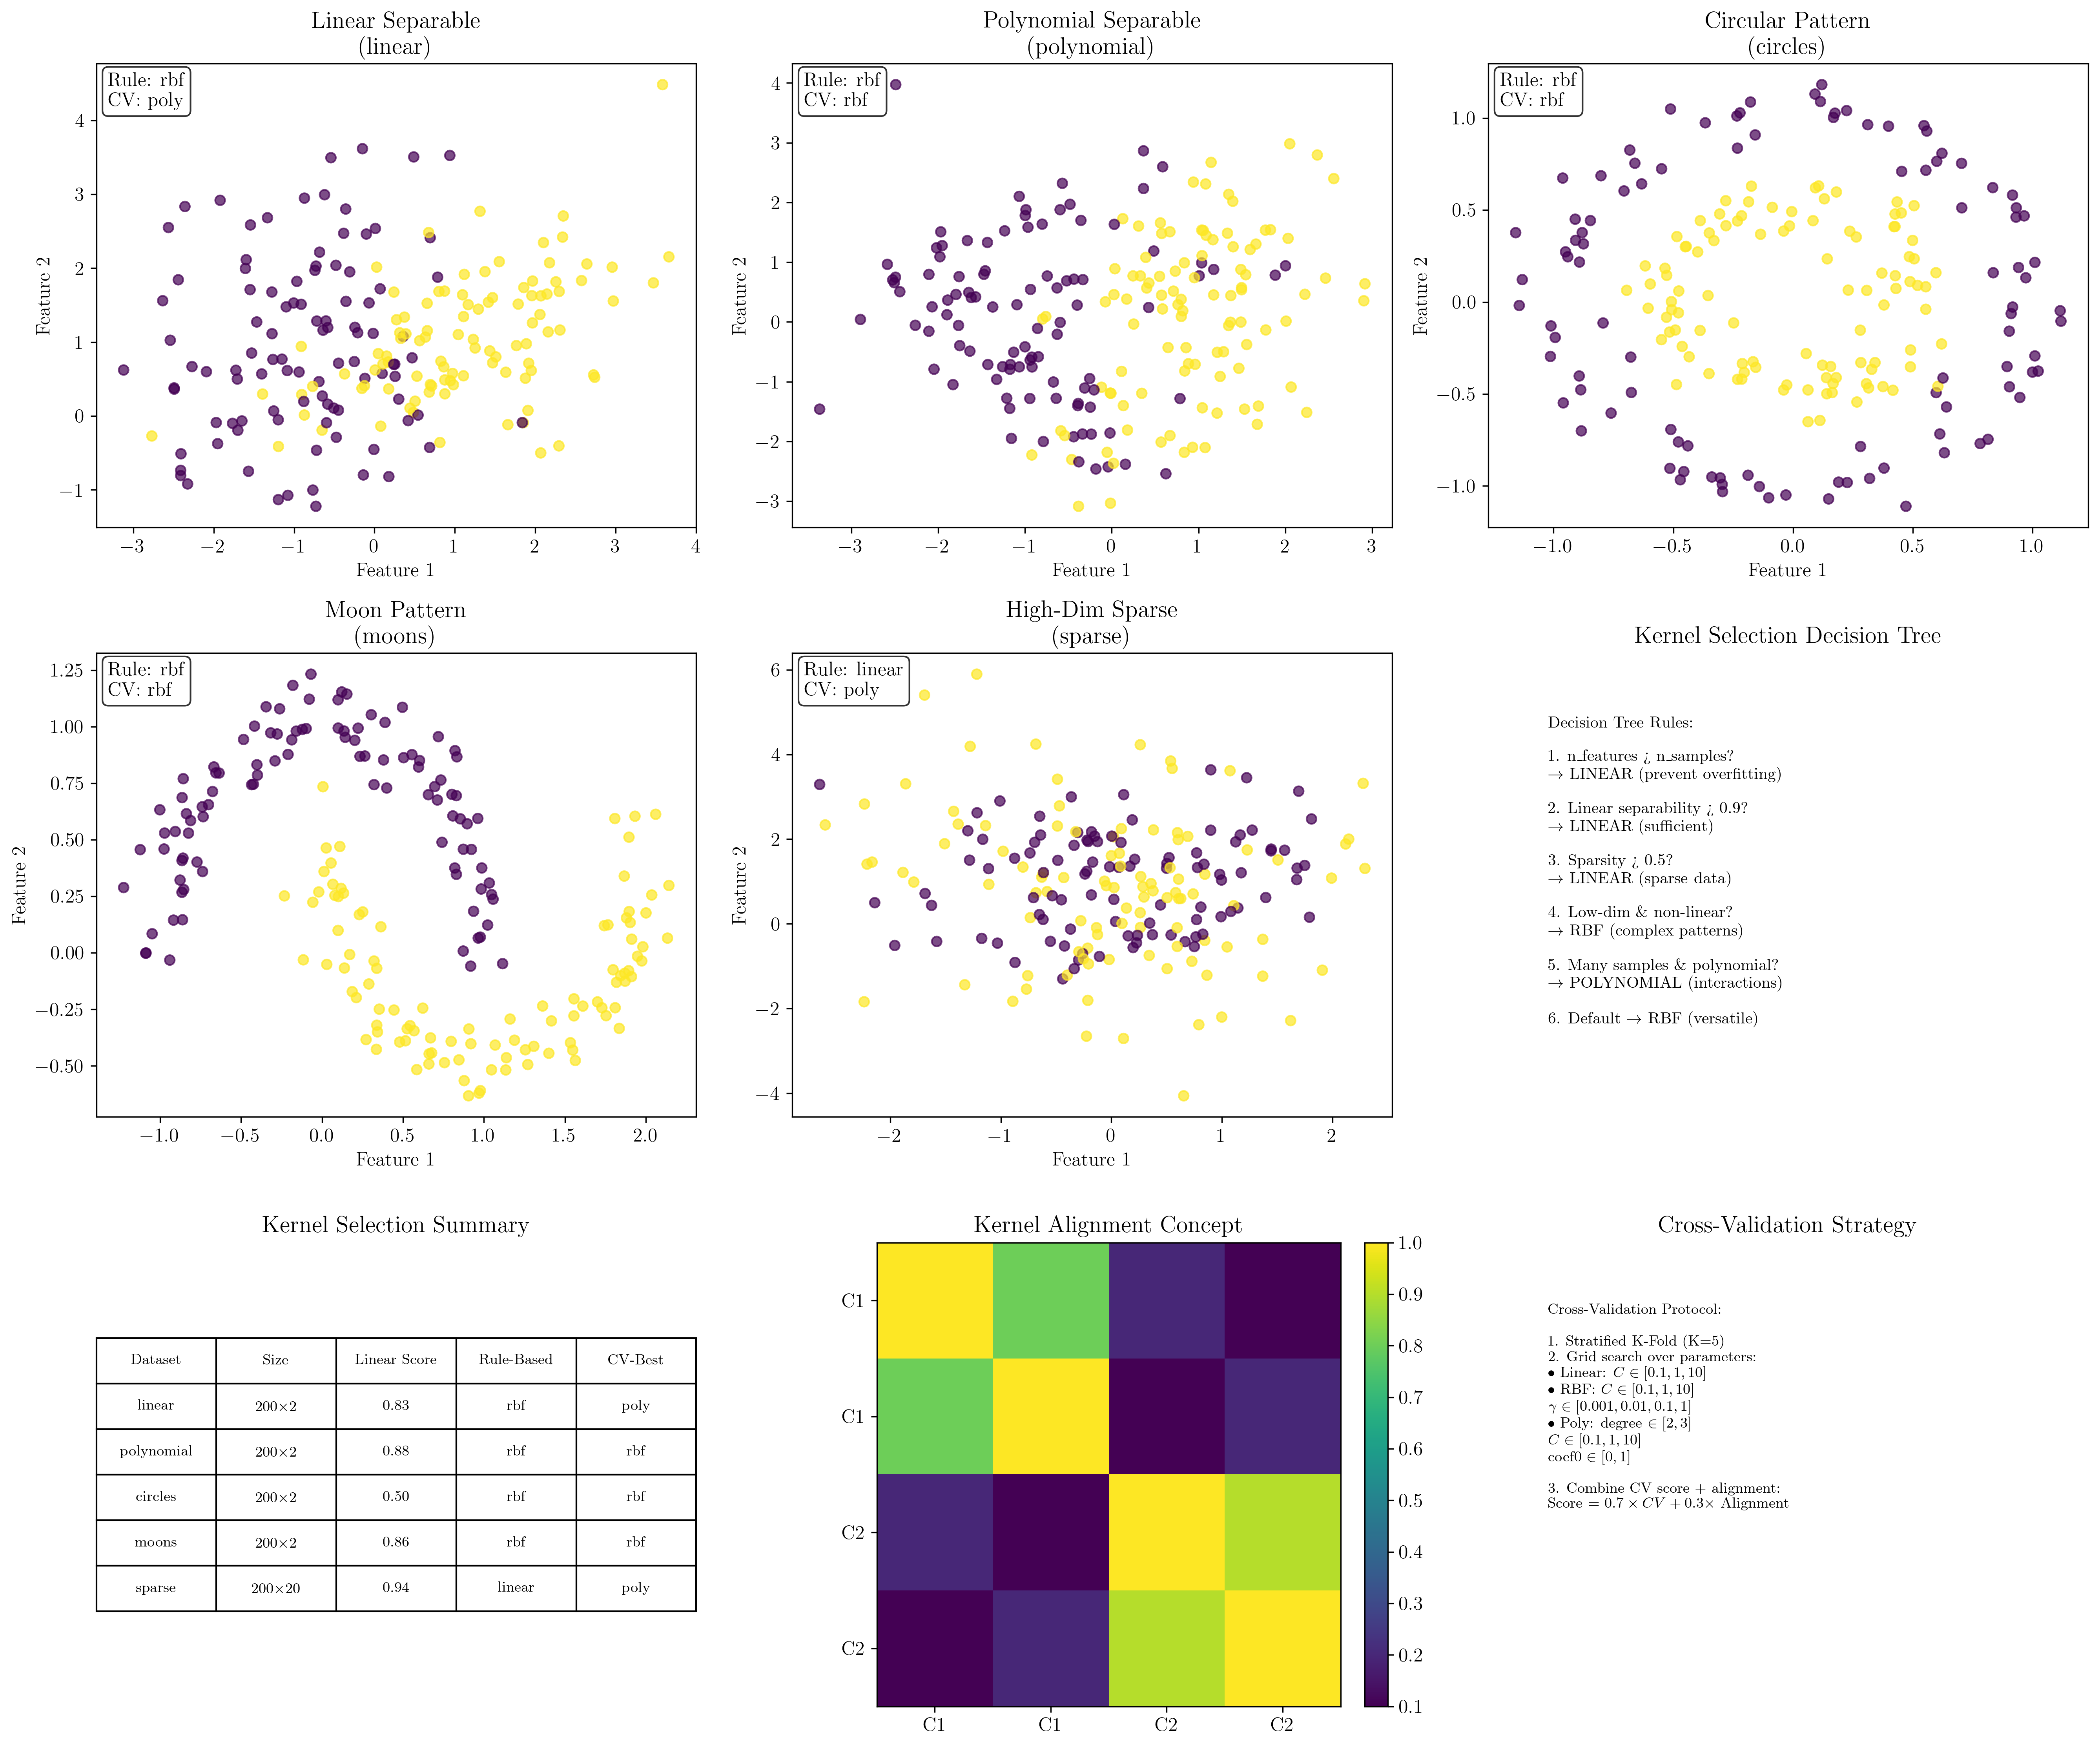 Linear Separable
(linear)
Rule: rbf
CV: poly
4
3
2
1
0
−1
Feature 2
−3 −2 −1 0 1 2 3 4
Feature 1
Polynomial Separable
(polynomial)
Rule: rbf
CV: rbf
4
3
2
1
0
−1
−2
−3
Feature 2
−3 −2 −1 0 1 2 3
Feature 1
Circular Pattern
(circles)
Rule: rbf
CV: rbf
1.0
0.5
0.0
−0.5
−1.0
Feature 2
−1.0 −0.5 0.0 0.5 1.0
Feature 1
Moon Pattern
(moons)
Rule: rbf
CV: rbf
1.25
1.00
0.75
0.50
0.25
0.00
−0.25
−0.50
Feature 2
−1.0 −0.5 0.0 0.5 1.0 1.5 2.0
Feature 1
High-Dim Sparse
(sparse)
Rule: linear
CV: poly
6
4
2
0
−2
−4
Feature 2
−2 −1 0 1 2
Feature 1
Kernel Selection Decision Tree
Decision Tree Rules:
1. n_features ¿ n_samples?
→ LINEAR (prevent overfitting)
2. Linear separability ¿ 0.9?
→ LINEAR (sufficient)
3. Sparsity ¿ 0.5?
→ LINEAR (sparse data)
4. Low-dim & non-linear?
→ RBF (complex patterns)
5. Many samples & polynomial?
→ POLYNOMIAL (interactions)
6. Default → RBF (versatile)
Kernel Selection Summary
Dataset Size Linear Score Rule-Based CV-Best
linear 200×2 0.83 rbf poly
polynomial 200×2 0.88 rbf rbf
circles 200×2 0.50 rbf rbf
moons 200×2 0.86 rbf rbf
sparse 200×20 0.94 linear poly
Kernel Alignment Concept
C1
C1
C2
C2
C1 C1 C2 C2
1.0
0.9
0.8
0.7
0.6
0.5
0.4
0.3
0.2
0.1
Cross-Validation Strategy
Cross-Validation Protocol:
1. Stratified K-Fold (K=5)
2. Grid search over parameters:
• Linear: C ∈ [0.1, 1, 10]
• RBF: C ∈ [0.1, 1, 10]
γ ∈ [0.001, 0.01, 0.1, 1]
• Poly: degree ∈ [2, 3]
C ∈ [0.1, 1, 10]
coef0 ∈ [0, 1]
3. Combine CV score + alignment:
Score = 0.7 × CV + 0.3× Alignment